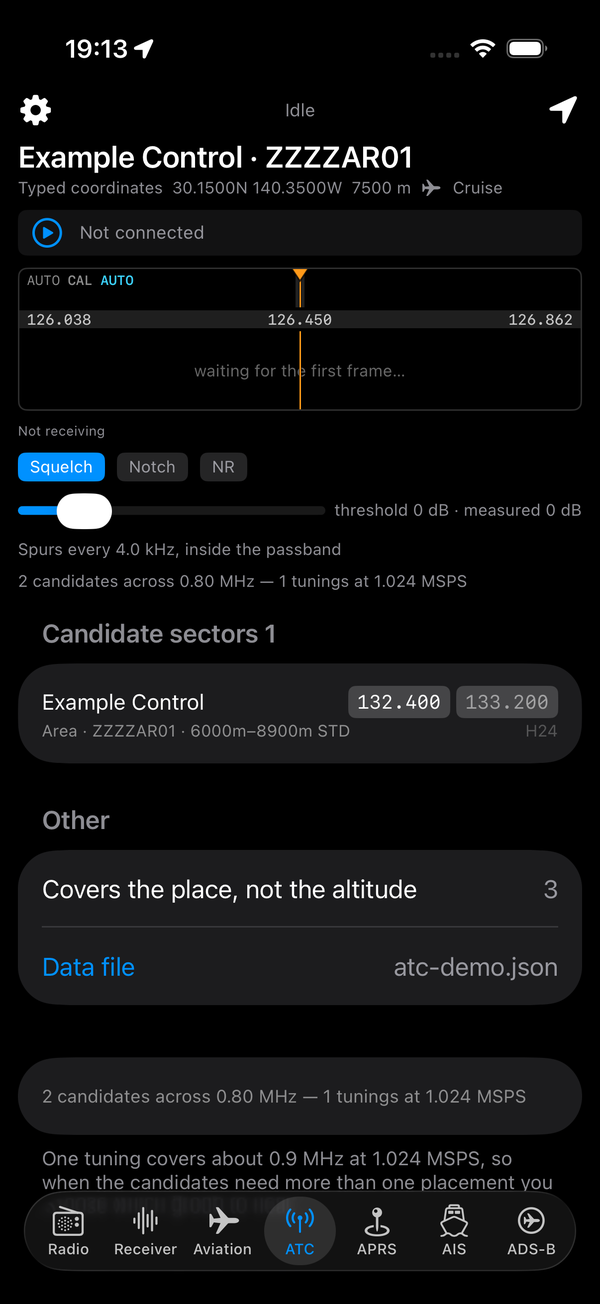 19:13
Idle
Example Control · ZZZZAR01
Typed coordinates 30.1500N 140.3500W 7500 m Cruise
Not connected
AUTO CAL AUTO
126.038 126.450 126.862
waiting for the first frame…
Not receiving
Squelch Notch NR
threshold 0 dB · measured 0 dB
Spurs every 4.0 kHz, inside the passband
2 candidates across 0.80 MHz — 1 tunings at 1.024 MSPS
Candidate sectors 1
Example Control 132.400 133.200
Area · ZZZZAR01 · 6000m–8900m STD H24
Other
Covers the place, not the altitude 3
Data file atc-demo.json
2 candidates across 0.80 MHz — 1 tunings at 1.024 MSPS
One tuning covers about 0.9 MHz at 1.024 MSPS, so
when the candidates need more than one placement you
Radio Receiver Aviation ATC APRS AIS ADS-B